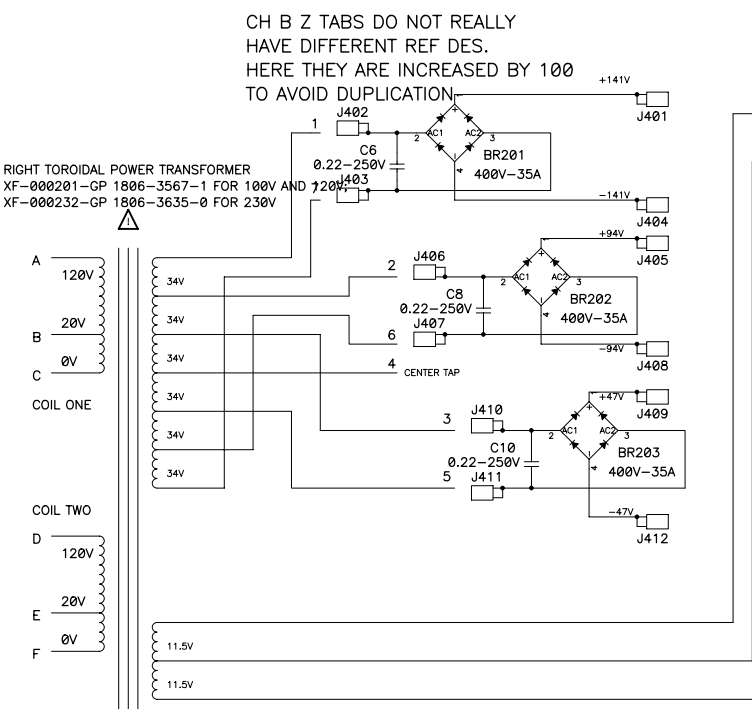 CH B Z TABS DO NOT REALLY
HAVE DIFFERENT REF DES.
HERE THEY ARE INCREASED BY 100
TO AVOID DUPLICATION
+141V
J401
J402
1
AC1
AC2
+
2
3
4
BR201
400V-35A
C6
0.22-250V
RIGHT TOROIDAL POWER TRANSFORMER
XF-000201-GP 1806-3567-1 FOR 100V AND 120V.
XF-000232-GP 1806-3635-0 FOR 230V
!
7
J403
-141V
J404
+94V
J405
A
120V
34V
2
J406
AC1
AC2
+
2
3
4
BR202
400V-35A
C8
0.22-250V
20V
B
34V
6
J407
-94V
J408
0V
C
34V
4
CENTER TAP
COIL ONE
34V
+47V
J409
3
J410
AC1
AC2
+
2
3
4
BR203
400V-35A
34V
C10
0.22-250V
34V
5
J411
-47V
J412
COIL TWO
D
120V
20V
E
0V
F
11.5V
11.5V